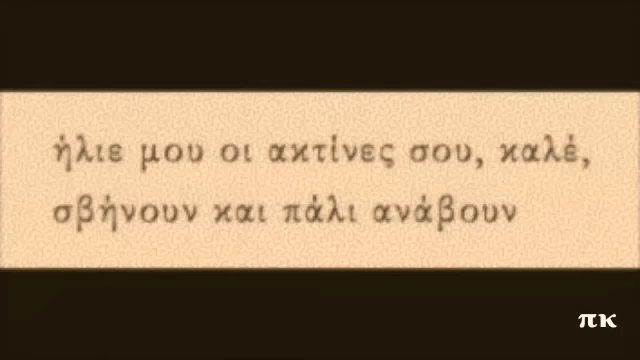 ήλιε μου οι ακτίνες σου, καλέ,
σβήνουν και πάλι ανάβουν
πκ